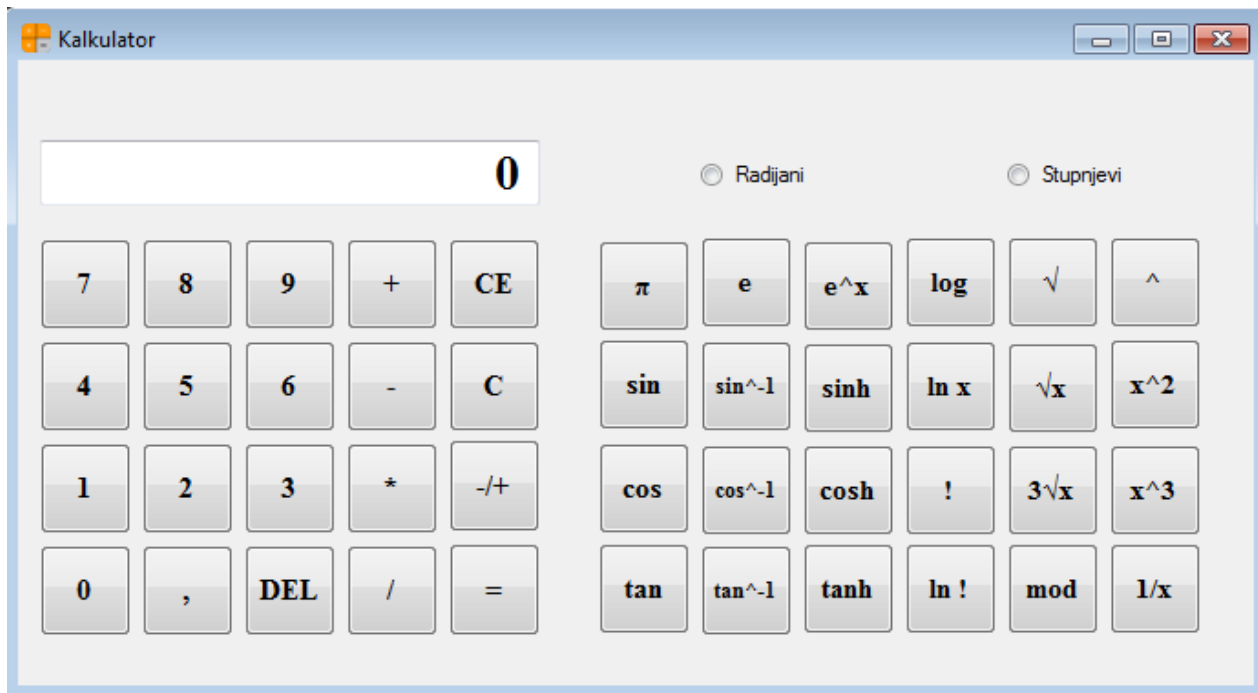 Kalkulator
0
Radijani Stupnjevi
7 8 9 + CE π e e^x log √ ^
4 5 6 - C sin sin^-1 sinh ln x √x x^2
1 2 3 * -/+ cos cos^-1 cosh ! 3√x x^3
0 , DEL / = tan tan^-1 tanh ln ! mod 1/x